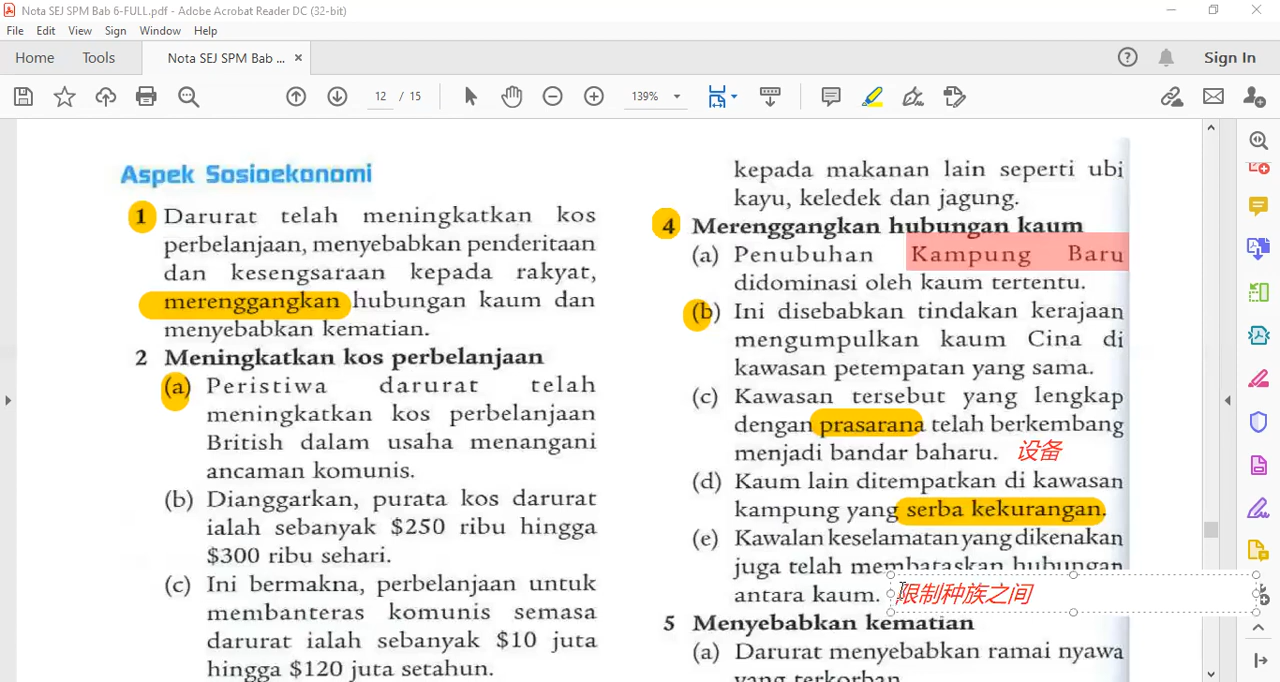 Nota SEJ SPM Bab 6-FULL.pdf - Adobe Acrobat Reader DC (32-bit)
File Edit View Sign Window Help
Home Tools Nota SEJ SPM Bab ... × Sign In
12 / 15 139%
Aspek Sosioekonomi
1 Darurat telah meningkatkan kos
perbelanjaan, menyebabkan penderitaan
dan kesengsaraan kepada rakyat,
merenggangkan hubungan kaum dan
menyebabkan kematian.
2 Meningkatkan kos perbelanjaan
(a) Peristiwa darurat telah
meningkatkan kos perbelanjaan
British dalam usaha menangani
ancaman komunis.
(b) Dianggarkan, purata kos darurat
ialah sebanyak $250 ribu hingga
$300 ribu sehari.
(c) Ini bermakna, perbelanjaan untuk
membanteras komunis semasa
darurat ialah sebanyak $10 juta
hingga $120 juta setahun.
kepada makanan lain seperti ubi
kayu, keledek dan jagung.
4 Merenggangkan hubungan kaum
(a) Penubuhan Kampung Baru
didominasi oleh kaum tertentu.
(b) Ini disebabkan tindakan kerajaan
mengumpulkan kaum Cina di
kawasan petempatan yang sama.
(c) Kawasan tersebut yang lengkap
dengan prasarana telah berkembang
menjadi bandar baharu. 设备
(d) Kaum lain ditempatkan di kawasan
kampung yang serba kekurangan.
(e) Kawalan keselamatan yang dikenakan
juga telah membataskan hubungan
antara kaum. 限制种族之间
5 Menyebabkan kematian
(a) Darurat menyebabkan ramai nyawa
yang terkorban